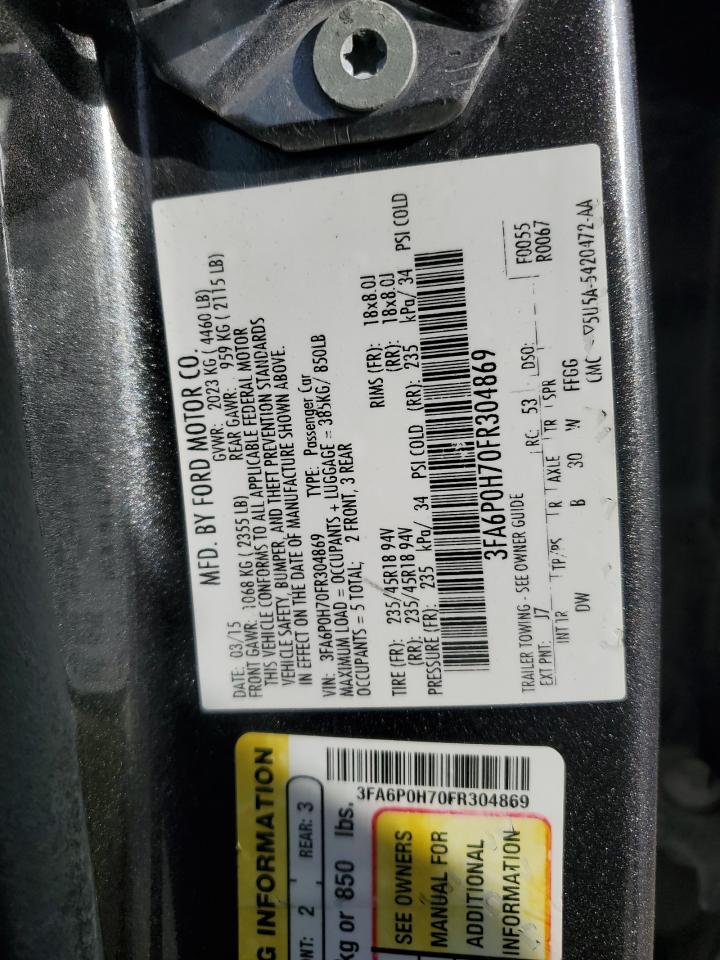 MFD. BY FORD MOTOR CO.
DATE: 03/15 GVWR: 2023 KG ( 4460 LB)
FRONT GAWR: 1068 KG ( 2355 LB) REAR GAWR: 959 KG ( 2115 LB)
THIS VEHICLE CONFORMS TO ALL APPLICABLE FEDERAL MOTOR
VEHICLE SAFETY, BUMPER, AND THEFT PREVENTION STANDARDS
IN EFFECT ON THE DATE OF MANUFACTURE SHOWN ABOVE.
VIN: 3FA6P0H70FR304869 TYPE: Passenger Car
MAXIMUM LOAD = OCCUPANTS + LUGGAGE = 385KG/ 850LB
OCCUPANTS = 5 TOTAL; 2 FRONT, 3 REAR
TIRE (FR): 235/45R18 94V RIMS (FR): 18x8.0J
(RR): 235/45R18 94V (RR): 18x8.0J
PRESSURE (FR): 235 kPa/ 34 PSI COLD (RR): 235 kPa/ 34 PSI COLD
3FA6P0H70FR304869
TRAILER TOWING - SEE OWNER GUIDE F0055
EXT PNT: J7 RC: 53 DSO: R0067
INT TR TP/PS R AXLE TR SPR
DW B 30 W FFGG
CMC ▽5U5A-5420472-AA
G INFORMATION
NT: 2 REAR: 3
kg or 850 lbs.
3FA6P0H70FR304869
SEE OWNERS
MANUAL FOR
ADDITIONAL
INFORMATION